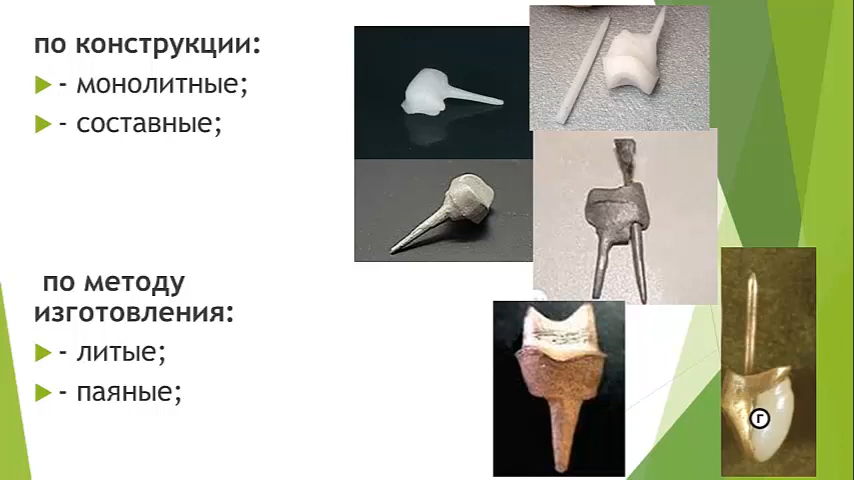 по конструкции:
- монолитные;
- составные;
по методу
изготовления:
- литые;
- паяные;
г